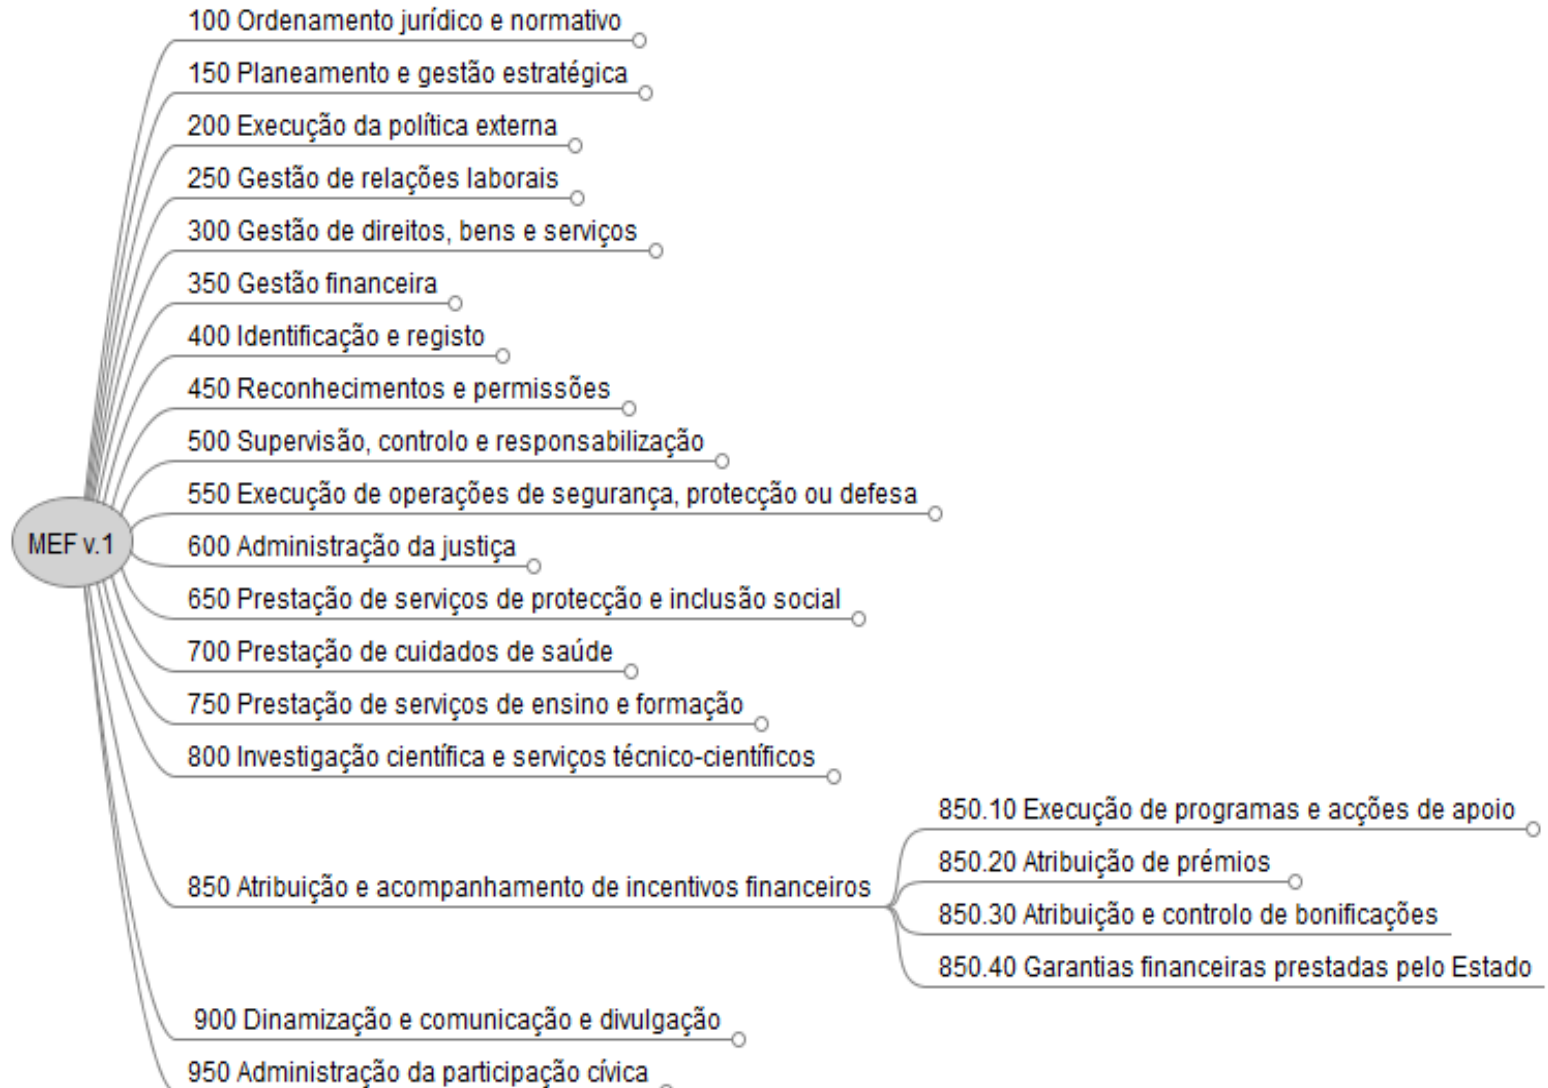 100 Ordenamento jurídico e normativo
150 Planeamento e gestão estratégica
200 Execução da política externa
250 Gestão de relações laborais
300 Gestão de direitos, bens e serviços
350 Gestão financeira
400 Identificação e registo
450 Reconhecimentos e permissões
500 Supervisão, controlo e responsabilização
550 Execução de operações de segurança, protecção ou defesa
MEF v.1
600 Administração da justiça
650 Prestação de serviços de protecção e inclusão social
700 Prestação de cuidados de saúde
750 Prestação de serviços de ensino e formação
800 Investigação científica e serviços técnico-científicos
850 Atribuição e acompanhamento de incentivos financeiros
850.10 Execução de programas e acções de apoio
850.20 Atribuição de prémios
850.30 Atribuição e controlo de bonificações
850.40 Garantias financeiras prestadas pelo Estado
900 Dinamização e comunicação e divulgação
950 Administração da participação cívica